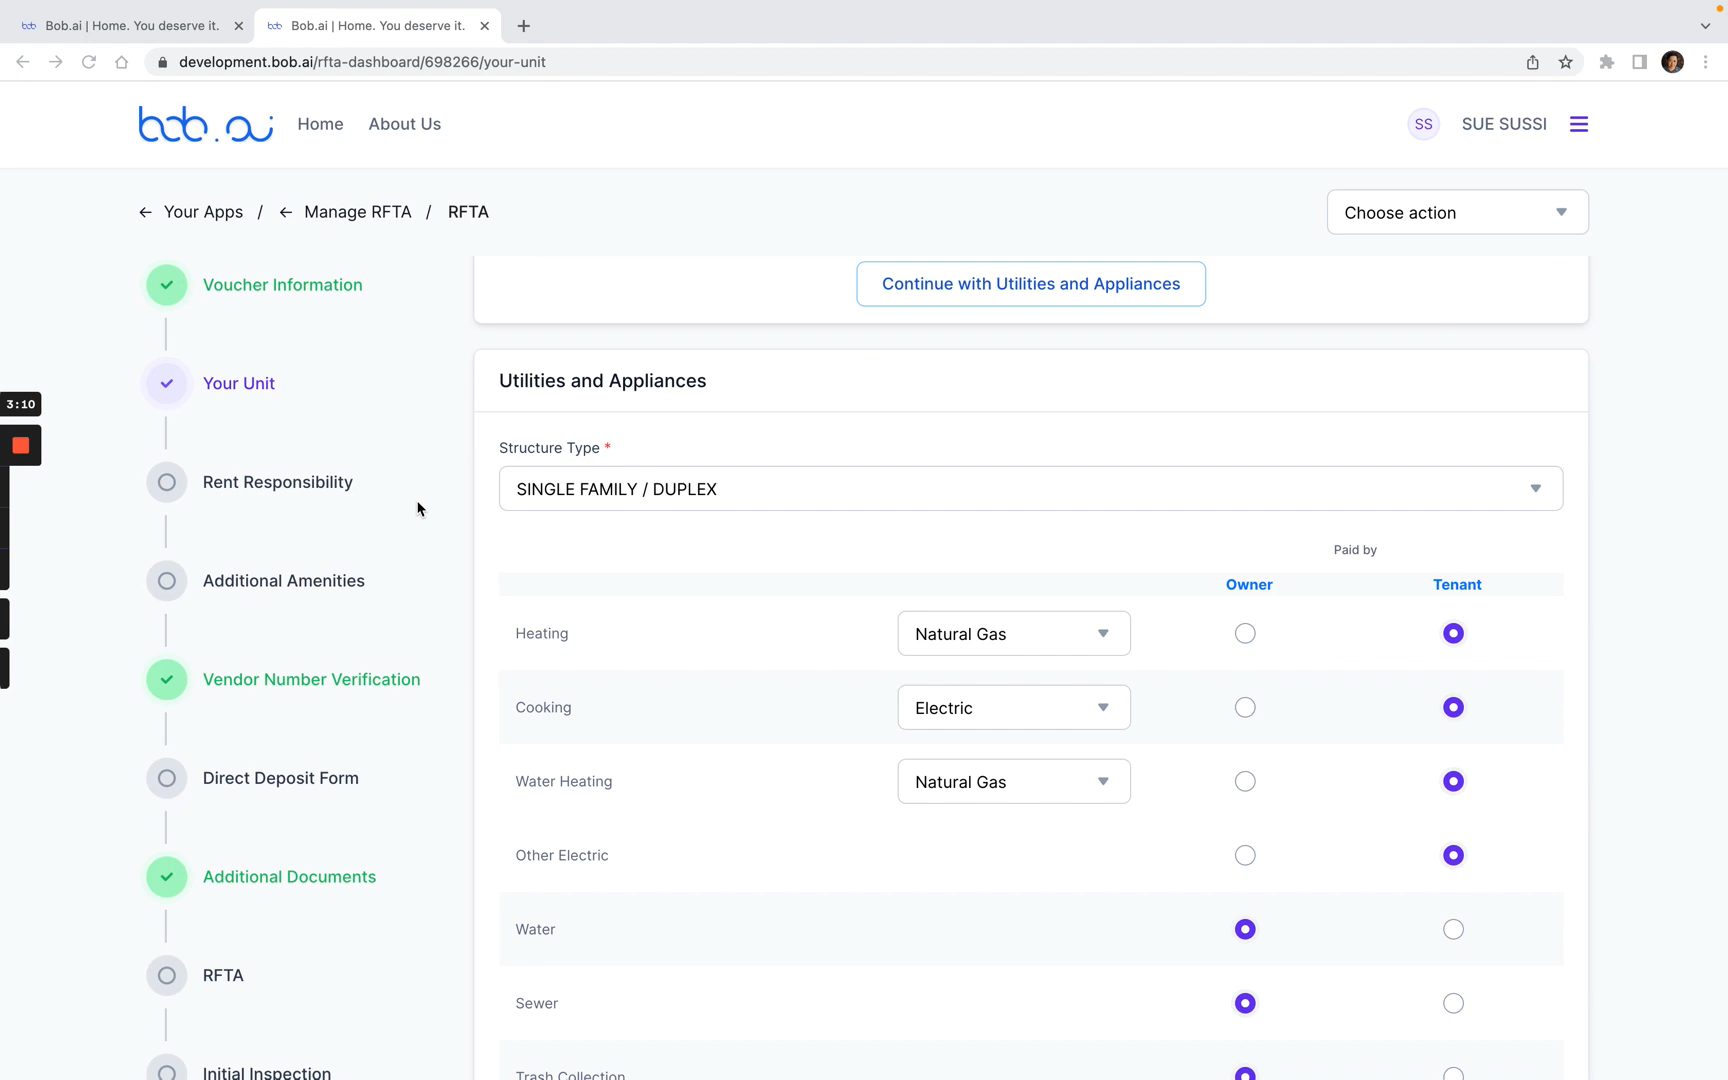 Bob.ai | Home. You deserve it.
Bob.ai | Home. You deserve it.
development.bob.ai/rfta-dashboard/698266/your-unit
bob.ai
Home
About Us
SS
SUE SUSSI
← Your Apps / ← Manage RFTA / RFTA
Choose action
Voucher Information
Your Unit
Rent Responsibility
Additional Amenities
Vendor Number Verification
Direct Deposit Form
Additional Documents
RFTA
Initial Inspection
3:10
Continue with Utilities and Appliances
Utilities and Appliances
Structure Type *
SINGLE FAMILY / DUPLEX
Paid by
Owner
Tenant
Heating
Natural Gas
Cooking
Electric
Water Heating
Natural Gas
Other Electric
Water
Sewer
Trash Collection